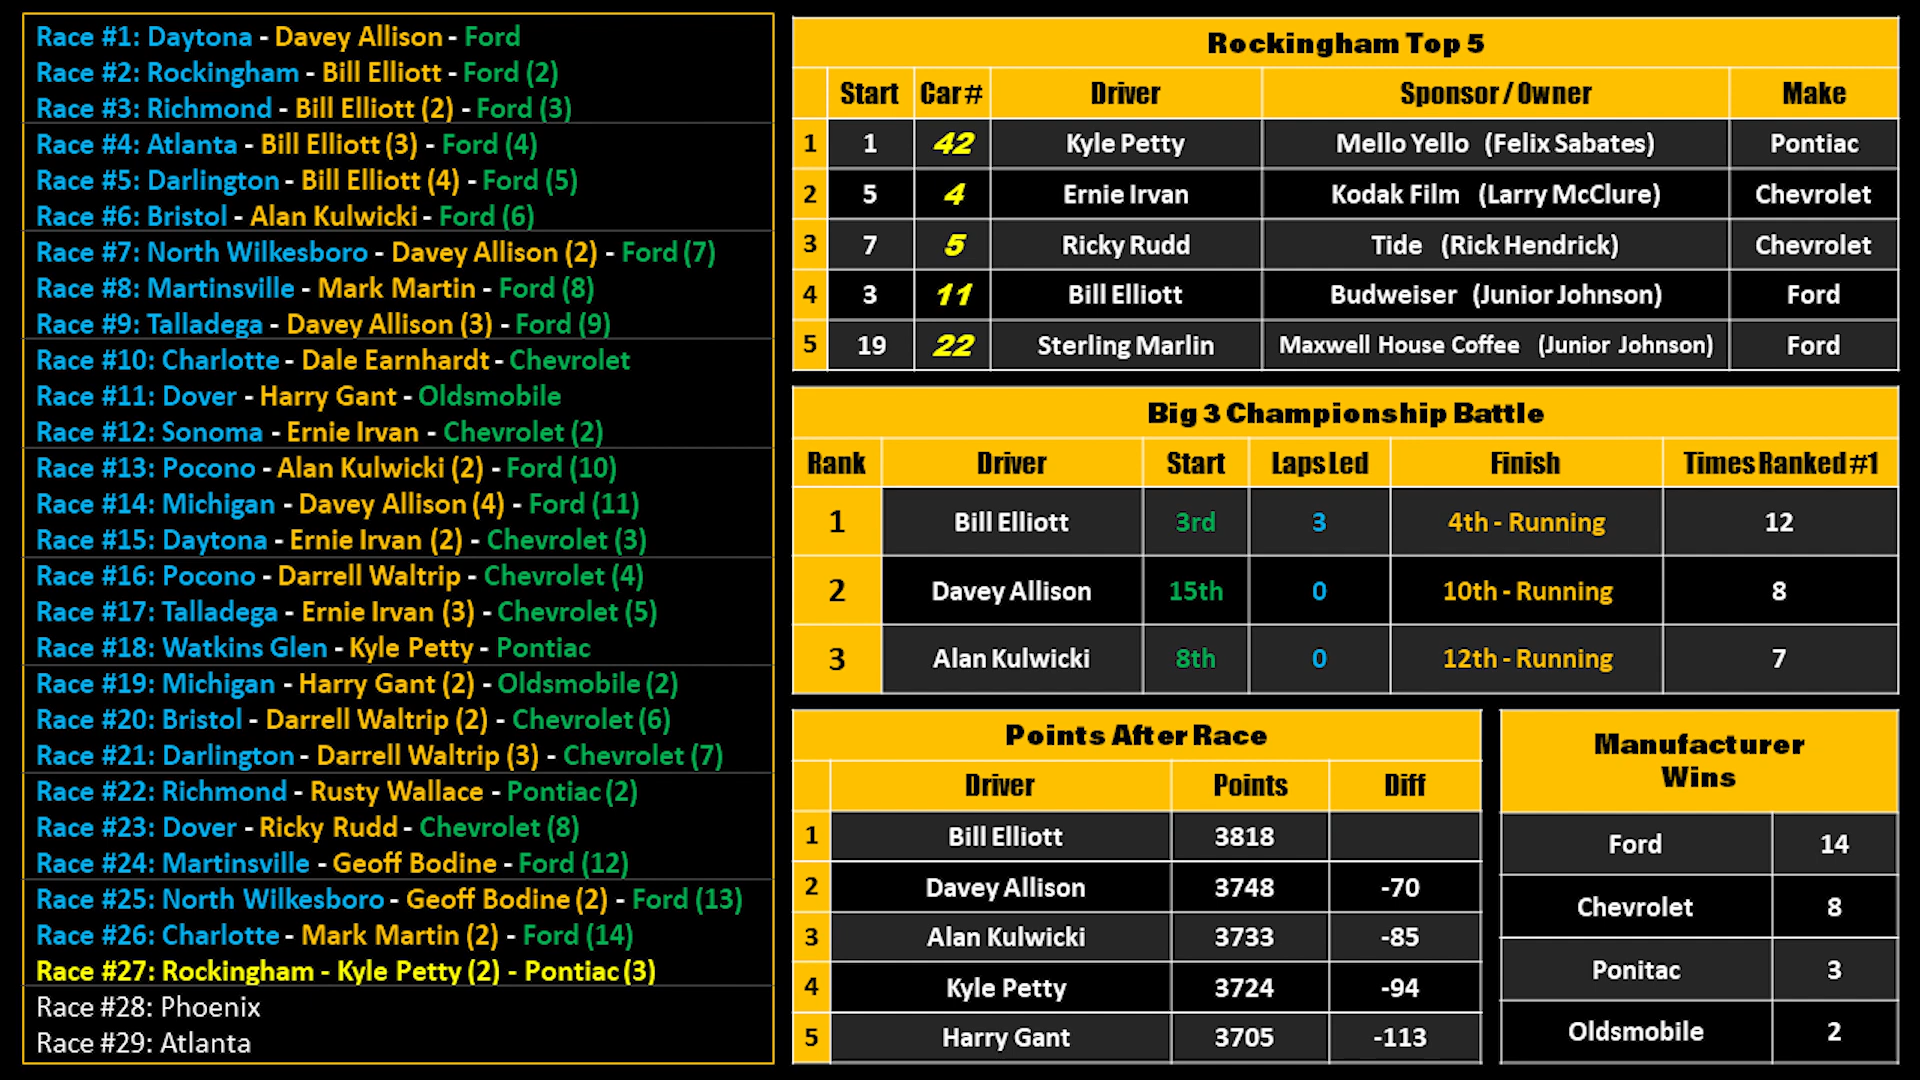 Race #1: Daytona - Davey Allison - Ford
Race #2: Rockingham - Bill Elliott - Ford (2)
Race #3: Richmond - Bill Elliott (2) - Ford (3)
Race #4: Atlanta - Bill Elliott (3) - Ford (4)
Race #5: Darlington - Bill Elliott (4) - Ford (5)
Race #6: Bristol - Alan Kulwicki - Ford (6)
Race #7: North Wilkesboro - Davey Allison (2) - Ford (7)
Race #8: Martinsville - Mark Martin - Ford (8)
Race #9: Talladega - Davey Allison (3) - Ford (9)
Race #10: Charlotte - Dale Earnhardt - Chevrolet
Race #11: Dover - Harry Gant - Oldsmobile
Race #12: Sonoma - Ernie Irvan - Chevrolet (2)
Race #13: Pocono - Alan Kulwicki (2) - Ford (10)
Race #14: Michigan - Davey Allison (4) - Ford (11)
Race #15: Daytona - Ernie Irvan (2) - Chevrolet (3)
Race #16: Pocono - Darrell Waltrip - Chevrolet (4)
Race #17: Talladega - Ernie Irvan (3) - Chevrolet (5)
Race #18: Watkins Glen - Kyle Petty - Pontiac
Race #19: Michigan - Harry Gant (2) - Oldsmobile (2)
Race #20: Bristol - Darrell Waltrip (2) - Chevrolet (6)
Race #21: Darlington - Darrell Waltrip (3) - Chevrolet (7)
Race #22: Richmond - Rusty Wallace - Pontiac (2)
Race #23: Dover - Ricky Rudd - Chevrolet (8)
Race #24: Martinsville - Geoff Bodine - Ford (12)
Race #25: North Wilkesboro - Geoff Bodine (2) - Ford (13)
Race #26: Charlotte - Mark Martin (2) - Ford (14)
Race #27: Rockingham - Kyle Petty (2) - Pontiac (3)
Race #28: Phoenix
Race #29: Atlanta
Rockingham Top 5
Start Car# Driver Sponsor / Owner Make
1 1 42 Kyle Petty Mello Yello (Felix Sabates) Pontiac
2 5 4 Ernie Irvan Kodak Film (Larry McClure) Chevrolet
3 7 5 Ricky Rudd Tide (Rick Hendrick) Chevrolet
4 3 11 Bill Elliott Budweiser (Junior Johnson) Ford
5 19 22 Sterling Marlin Maxwell House Coffee (Junior Johnson) Ford
Big 3 Championship Battle
Rank Driver Start Laps Led Finish Times Ranked #1
1 Bill Elliott 3rd 3 4th - Running 12
2 Davey Allison 15th 0 10th - Running 8
3 Alan Kulwicki 8th 0 12th - Running 7
Points After Race
Driver Points Diff
1 Bill Elliott 3818
2 Davey Allison 3748 -70
3 Alan Kulwicki 3733 -85
4 Kyle Petty 3724 -94
5 Harry Gant 3705 -113
Manufacturer
Wins
Ford 14
Chevrolet 8
Ponitac 3
Oldsmobile 2